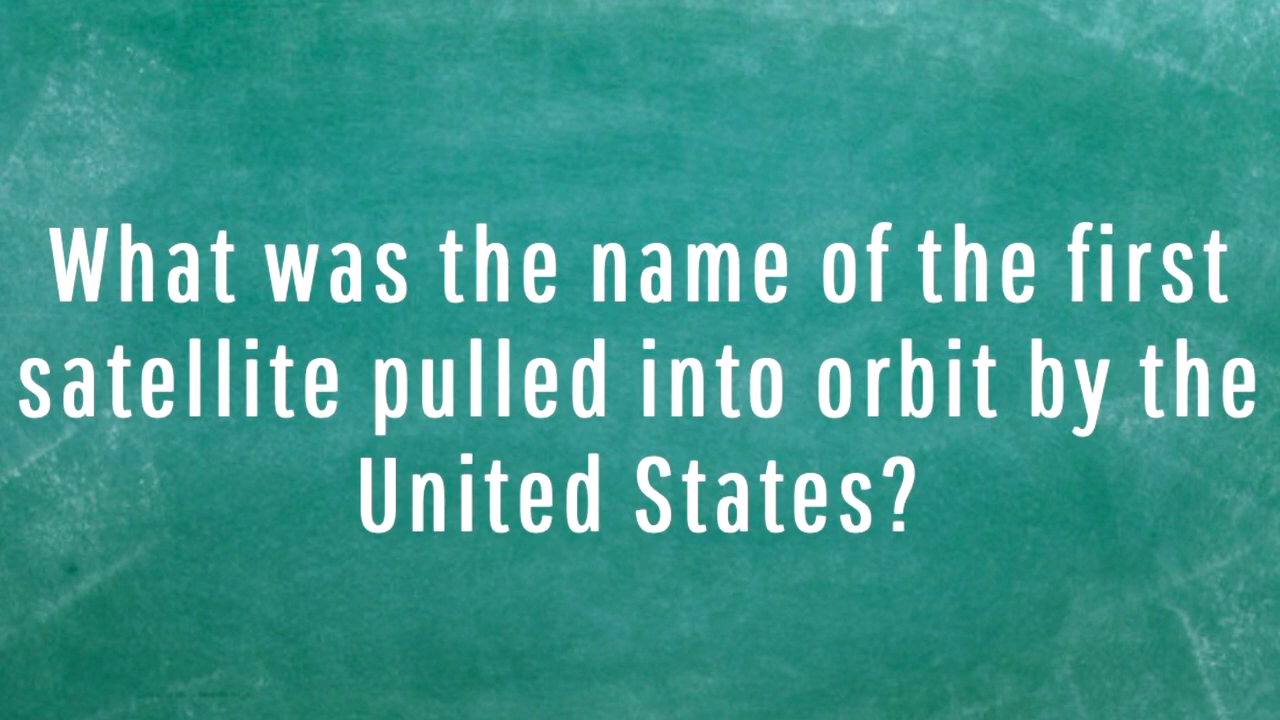 What was the name of the first
satellite pulled into orbit by the
United States?